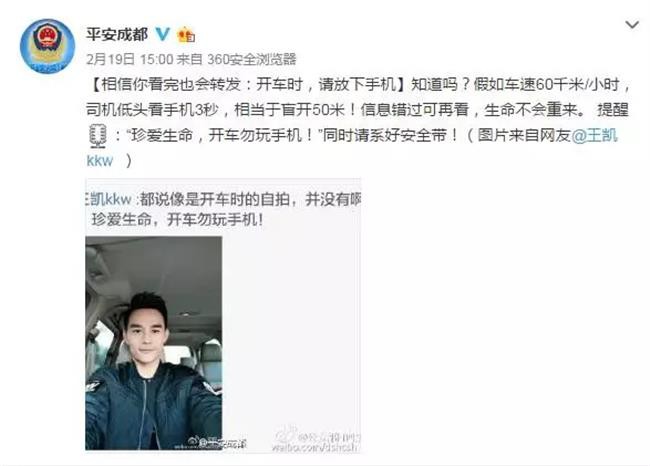 平安成都
2月19日 15:00 来自 360安全浏览器
【相信你看完也会转发：开车时，请放下手机】知道吗？假如车速60千米/小时，
司机低头看手机3秒，相当于盲开50米！信息错过可再看，生命不会重来。 提醒
：“珍爱生命，开车勿玩手机！”同时请系好安全带！（图片来自网友@王凯
kkw ）
王凯kkw :都说像是开车时的自拍，并没有啊
珍爱生命，开车勿玩手机！
@平安成都
weibo.com/dshcsh